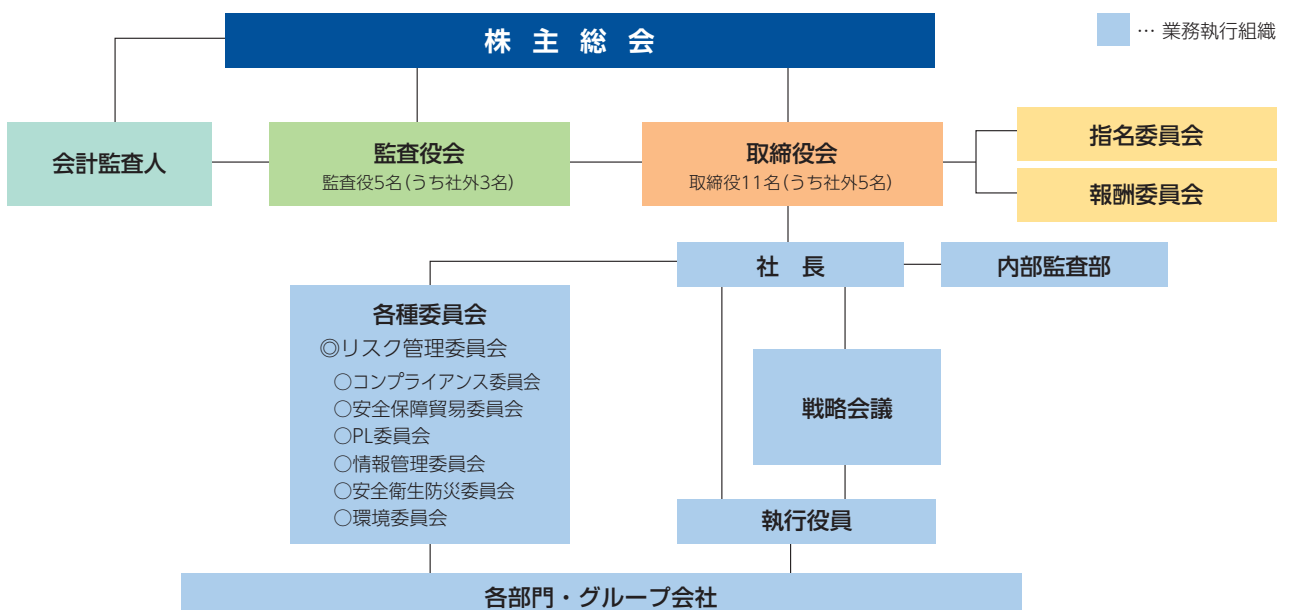 株主総会
… 業務執行組織
会計監査人
監査役会
監査役5名(うち社外3名)
取締役会
取締役11名(うち社外5名)
指名委員会
報酬委員会
社 長
内部監査部
各種委員会
◎リスク管理委員会
○コンプライアンス委員会
○安全保障貿易委員会
○PL委員会
○情報管理委員会
○安全衛生防災委員会
○環境委員会
戦略会議
執行役員
各部門・グループ会社